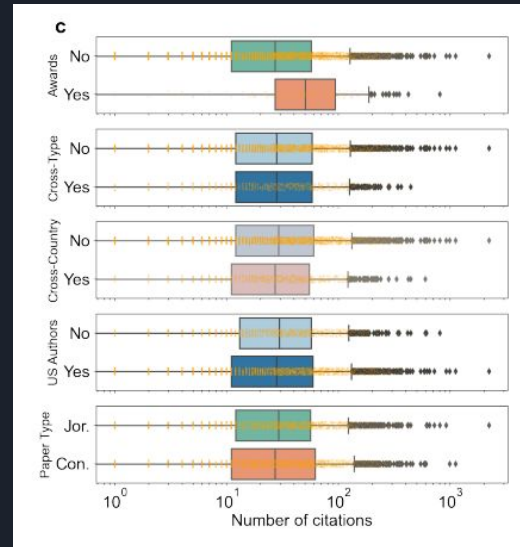 c
Awards
No
Yes
Cross-Type
No
Yes
Cross-Country
No
Yes
US Authors
No
Yes
Paper Type
Jor.
Con.
10⁰ 10¹ 10² 10³
Number of citations